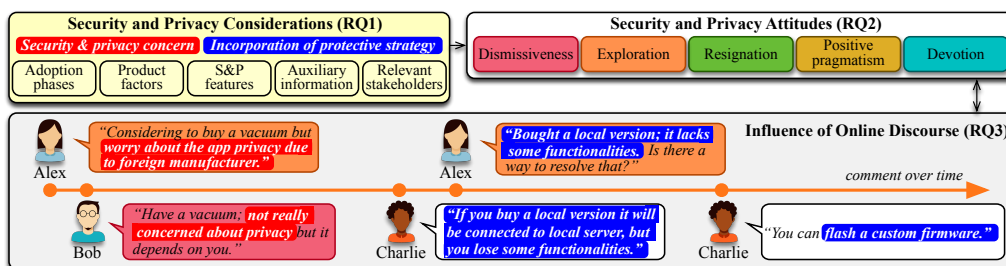 Security and Privacy Considerations (RQ1)
Security & privacy concern
Incorporation of protective strategy
Adoption phases
Product factors
S&P features
Auxiliary information
Relevant stakeholders
Security and Privacy Attitudes (RQ2)
Dismissiveness
Exploration
Resignation
Positive pragmatism
Devotion
Influence of Online Discourse (RQ3)
Alex
“Considering to buy a vacuum but
worry about the app privacy due
to foreign manufacturer.”
Alex
“Bought a local version; it lacks
some functionalities. Is there a
way to resolve that?”
comment over time
Bob
“Have a vacuum; not really
concerned about privacy but it
depends on you.”
Charlie
“If you buy a local version it will
be connected to local server, but
you lose some functionalities.”
Charlie
“You can flash a custom firmware.”